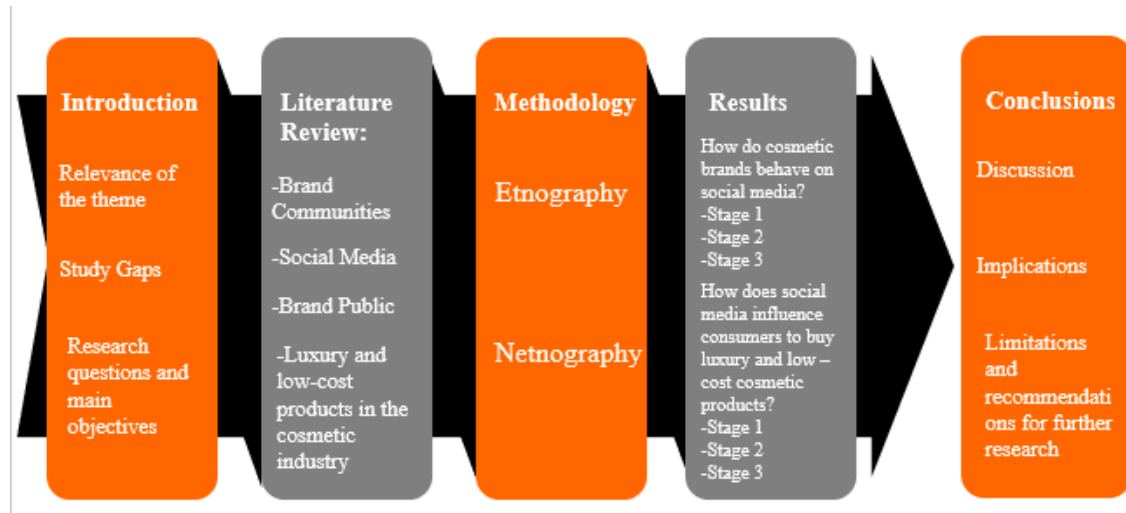 Introduction
Relevance of
the theme
Study Gaps
Research
questions and
main
objectives
Literature
Review:
-Brand
Communities
-Social Media
-Brand Public
-Luxury and
low-cost
products in the
cosmetic
industry
Methodology
Etnography
Netnography
Results
How do cosmetic
brands behave on
social media?
-Stage 1
-Stage 2
-Stage 3
How does social
media influence
consumers to buy
luxury and low –
cost cosmetic
products?
-Stage 1
-Stage 2
-Stage 3
Conclusions
Discussion
Implications
Limitations
and
recommendati
ons for further
research